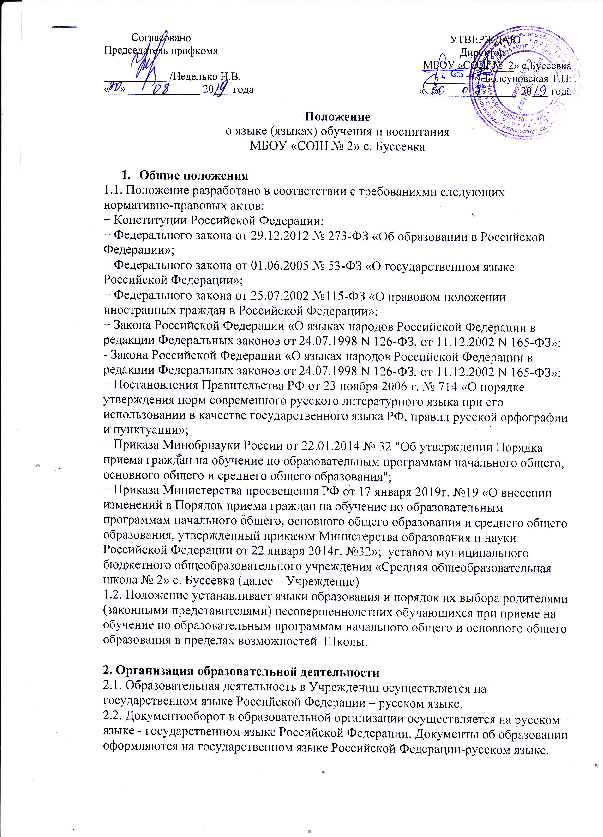 Согласовано
Председатель профкома
/Неделько Н.В.
«30» 08 2019 года
УТВЕРЖДАЮ
Директор
МБОУ «СОШ № 2» с.Буссевка
2019 год.
Положение
о языке (языках) обучения и воспитания
МБОУ «СОШ № 2» с. Буссевка
1. Общие положения
1.1. Положение разработано в соответствии с требованиями следующих
нормативно-правовых актов:
− Конституции Российской Федерации;
− Федерального закона от 29.12.2012 № 273-ФЗ «Об образовании в Российской
Федерации»;
Федерального закона от 01.06.2005 № 53-ФЗ «О государственном языке
Российской Федерации»;
− Федерального закона от 25.07.2002 №115-ФЗ «О правовом положении
иностранных граждан в Российской Федерации»;
− Закона Российской Федерации «О языках народов Российской Федерации в
редакции Федеральных законов от 24.07.1998 N 126-ФЗ, от 11.12.2002 N 165-ФЗ»;
- Закона Российской Федерации «О языках народов Российской Федерации в
редакции Федеральных законов от 24.07.1998 N 126-ФЗ, от 11.12.2002 N 165-ФЗ»;
− Постановления Правительства РФ от 23 ноября 2006 г. № 714 «О порядке
утверждения норм современного русского литературного языка при его
использовании в качестве государственного языка РФ, правил русской орфографии
и пунктуации»;
Приказа Минобрнауки России от 22.01.2014 № 32 "Об утверждении Порядка
приема граждан на обучение по образовательным программам начального общего,
основного общего и среднего общего образования";
− Приказа Министерства просвещения РФ от 17 января 2019г. №19 «О внесении
изменений в Порядок приема граждан на обучение по образовательным
программам начального общего, основного общего образования и среднего общего
образования, утвержденный приказом Министерства образования и науки
Российской Федерации от 22 января 2014г. №32»; уставом муниципального
бюджетного общеобразовательного учреждения «Средняя общеобразовательная
школа № 2» с. Буссевка (далее – Учреждение)
1.2. Положение устанавливает языки образования и порядок их выбора родителями
(законными представителями) несовершеннолетних обучающихся при приеме на
обучение по образовательным программам начального общего и основного общего
образования в пределах возможностей Школы.
2. Организация образовательной деятельности
2.1. Образовательная деятельность в Учреждении осуществляется на
государственном языке Российской Федерации – русском языке.
2.2. Документооборот в образовательной организации осуществляется на русском
языке - государственном языке Российской Федерации. Документы об образовании
оформляются на государственном языке Российской Федерации-русском языке.